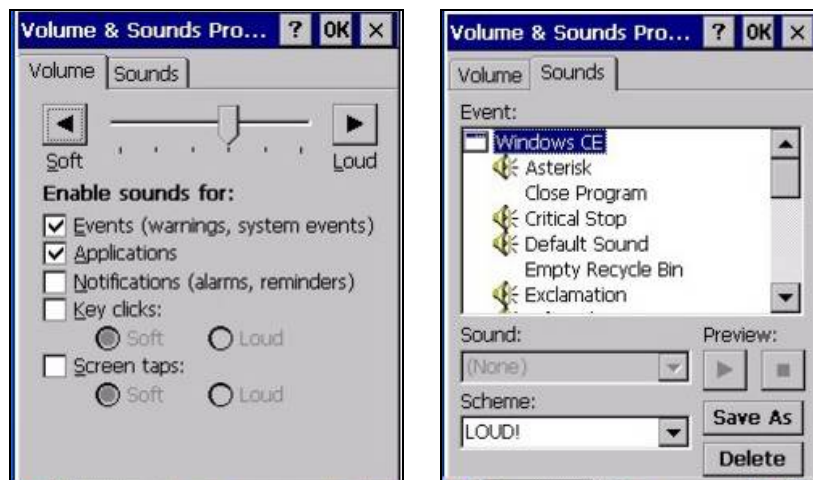 Volume & Sounds Pro... ? OK ×
Volume Sounds
Soft Loud
Enable sounds for:
Events (warnings, system events)
Applications
Notifications (alarms, reminders)
Key clicks:
Soft Loud
Screen taps:
Soft Loud
Volume & Sounds Pro... ? OK ×
Volume Sounds
Event:
Windows CE
Asterisk
Close Program
Critical Stop
Default Sound
Empty Recycle Bin
Exclamation
Sound: Preview:
(None)
Scheme:
LOUD! Save As
Delete